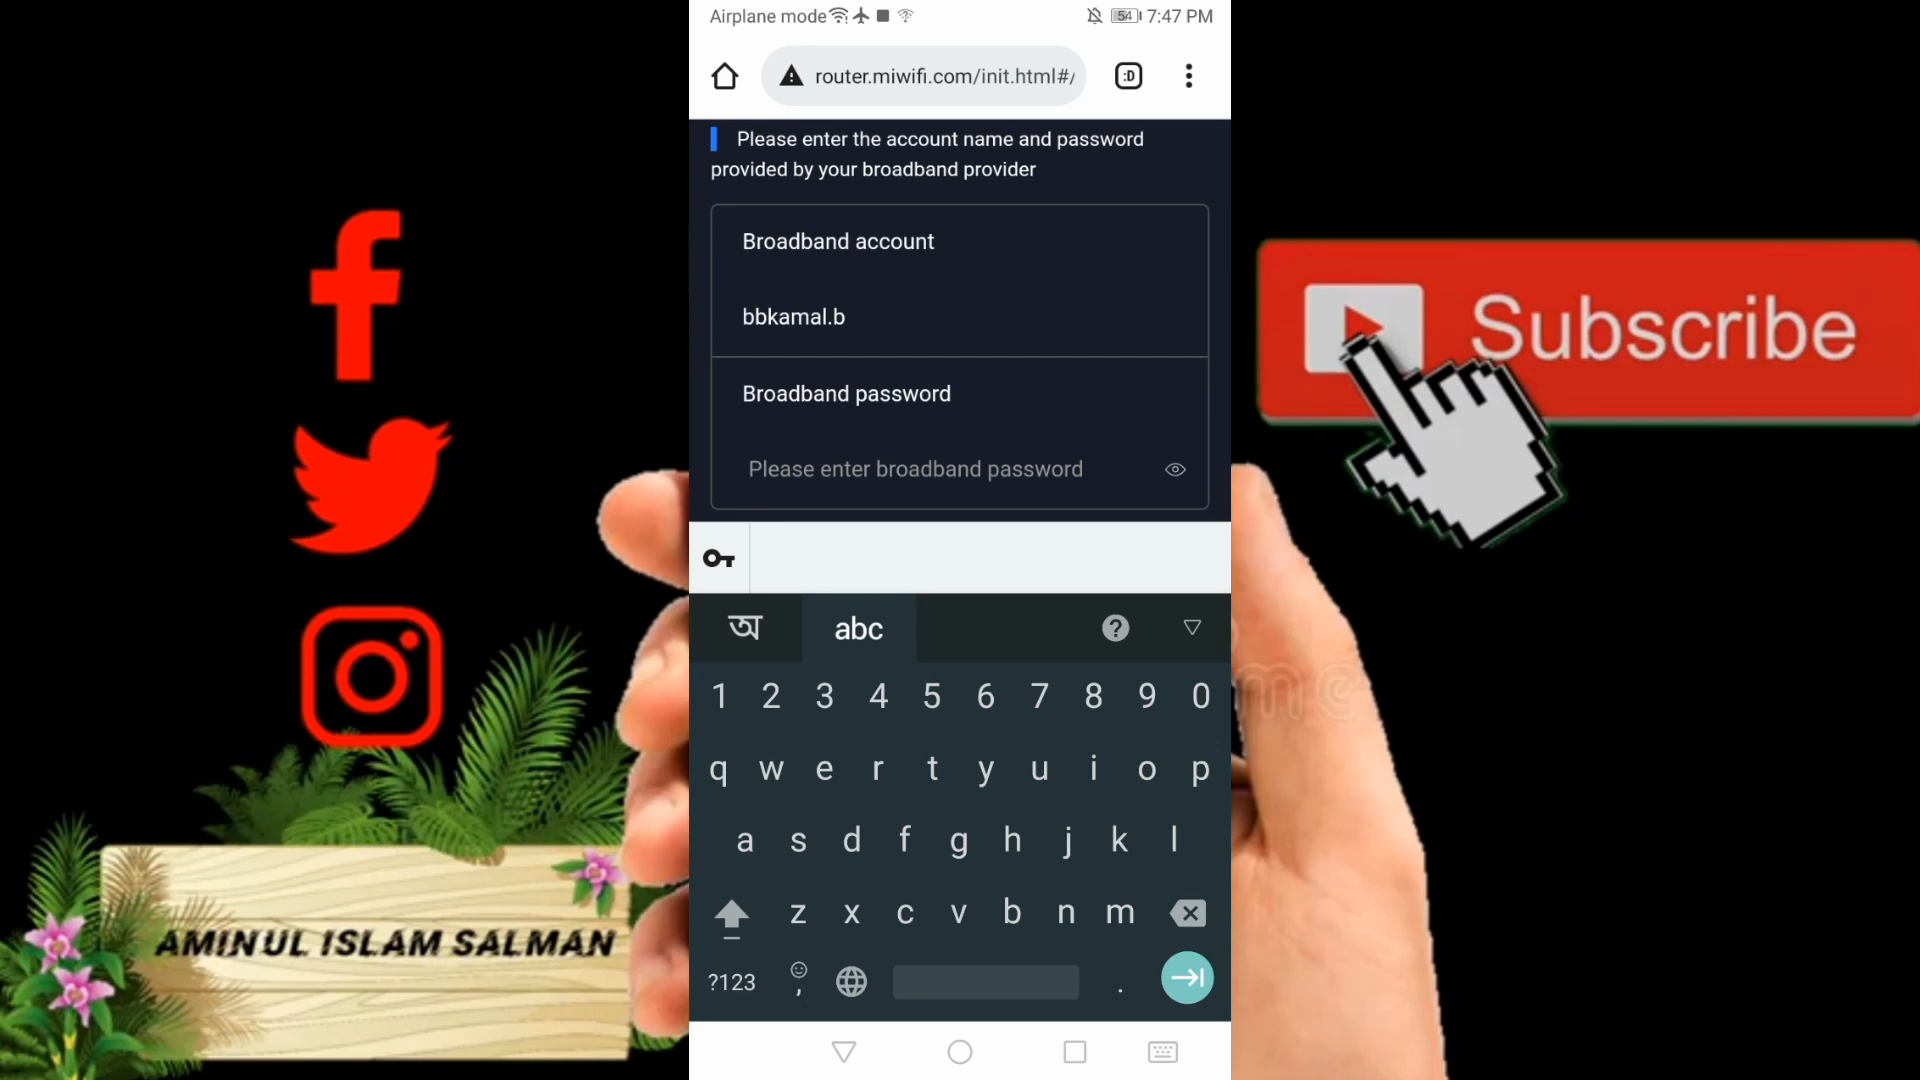 Airplane mode 54 7:47 PM
router.miwifi.com/init.html#/ :D
Please enter the account name and password
provided by your broadband provider
Broadband account
bbkamal.b
Broadband password
Please enter broadband password
Subscribe
অ abc ?
1 2 3 4 5 6 7 8 9 0
q w e r t y u i o p
a s d f g h j k l
z x c v b n m
?123 , .
AMINUL ISLAM SALMAN